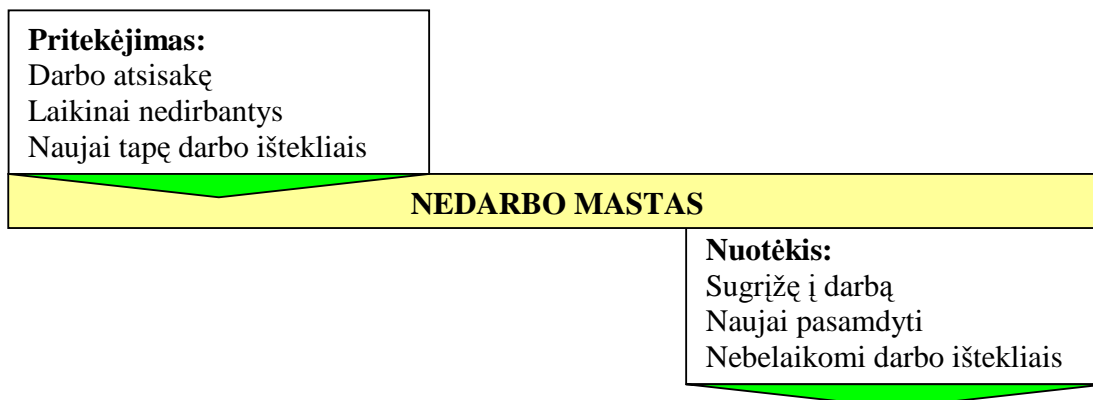 Pritekėjimas:
Darbo atsisakę
Laikinai nedirbantys
Naujai tapę darbo ištekliais
NEDARBO MASTAS
Nuotėkis:
Sugrįžę į darbą
Naujai pasamdyti
Nebelaikomi darbo ištekliais